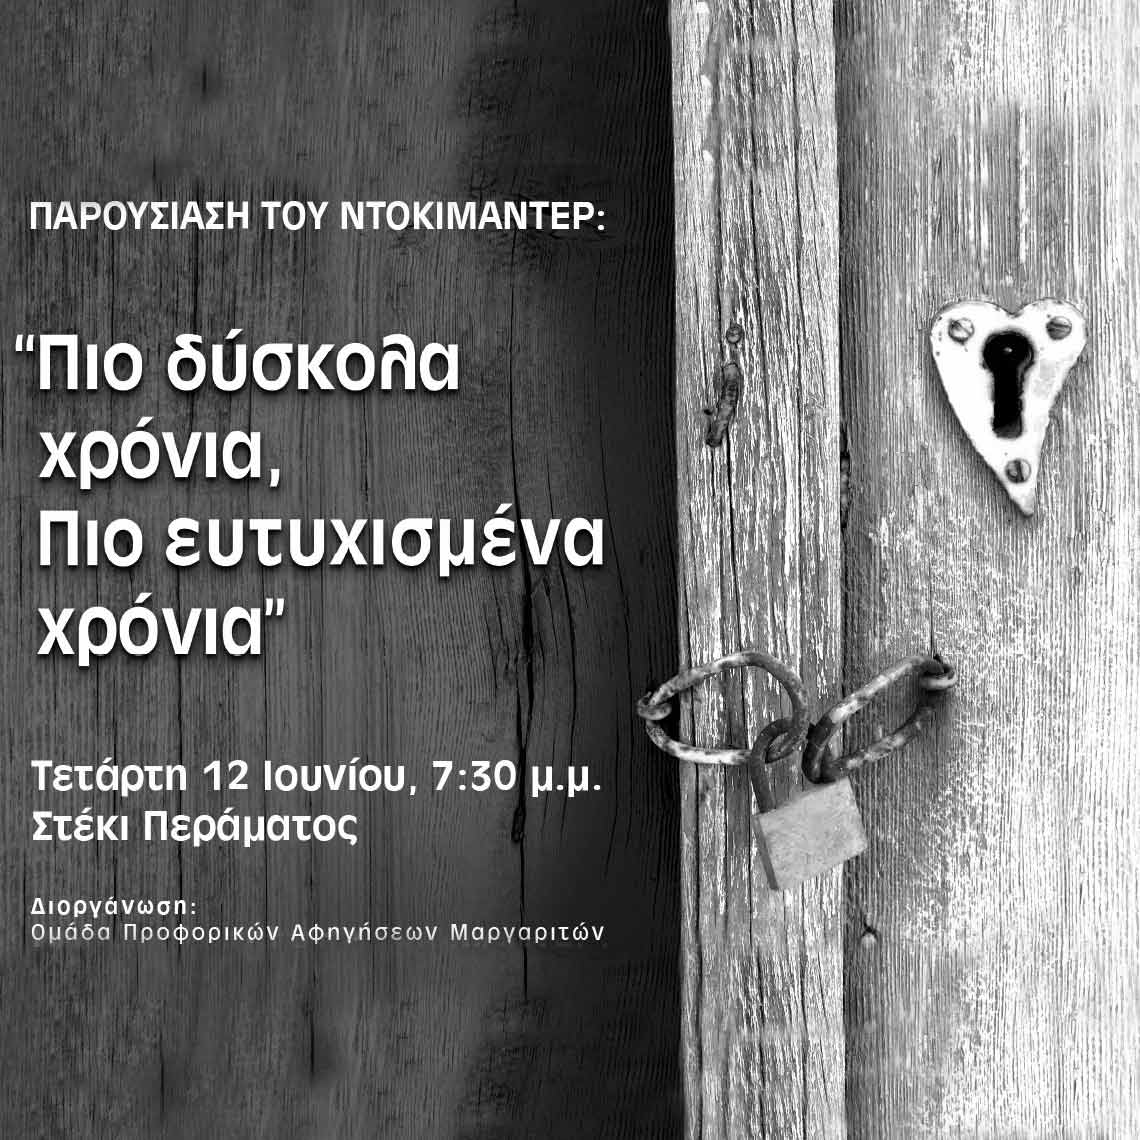 ΠΑΡΟΥΣΙΑΣΗ ΤΟΥ ΝΤΟΚΙΜΑΝΤΕΡ:
“Πιο δύσκολα
χρόνια,
Πιο ευτυχισμένα
χρόνια”
Τετάρτη 12 Ιουνίου, 7:30 μ.μ.
Στέκι Περάματος
Διοργάνωση:
Ομάδα Προφορικών Αφηγήσεων Μαργαριτών